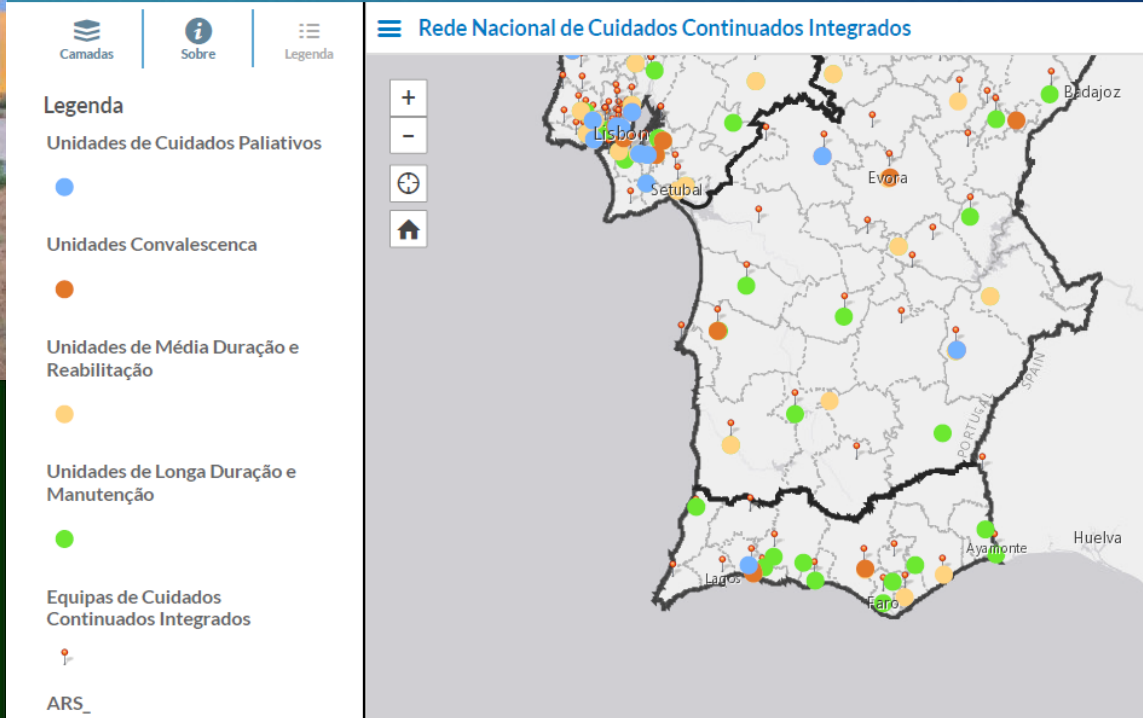 Camadas
Sobre
Legenda
Rede Nacional de Cuidados Continuados Integrados
Legenda
Unidades de Cuidados Paliativos
Unidades Convalescenca
Unidades de Média Duração e
Reabilitação
Unidades de Longa Duração e
Manutenção
Equipas de Cuidados
Continuados Integrados
ARS_
+
−
Badajoz
Lisbon
Evora
Setubal
SPAIN
PORTUGAL
Huelva
Ayamonte
Lagos
Faro